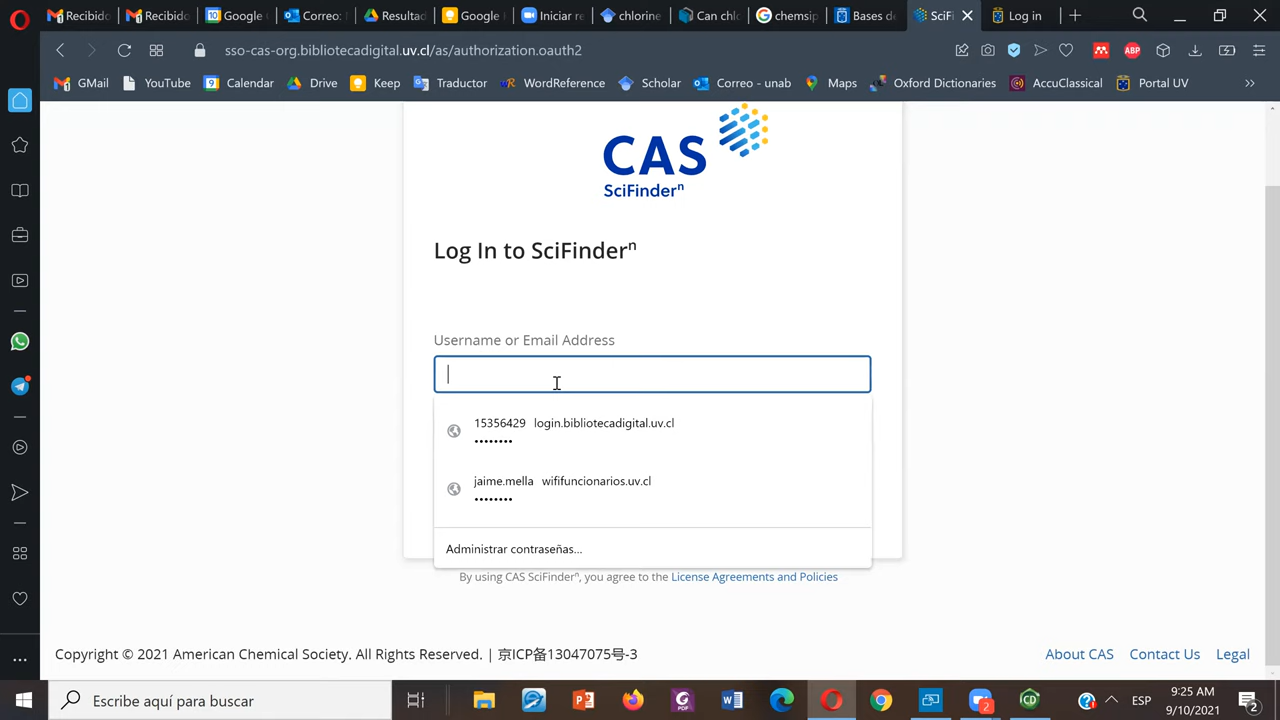 Recibido
Recibido
Google
Correo:
Resultad
Google
Iniciar re
chlorine
Cas chl
chemsip
Bases de
SciFi
Log in
sso-cas-org.bibliotecadigital.uv.cl/as/authorization.oauth2
GMail
YouTube
Calendar
Drive
Keep
Traductor
WordReference
Scholar
Correo - unab
Maps
Oxford Dictionaries
AccuClassical
Portal UV
CAS
SciFinderⁿ
Log In to SciFinderⁿ
Username or Email Address
15356429 login.bibliotecadigital.uv.cl
••••••••
jaime.mella wififuncionarios.uv.cl
••••••••
Administrar contraseñas...
By using CAS SciFinderⁿ, you agree to the License Agreements and Policies
Copyright © 2021 American Chemical Society. All Rights Reserved. | 京ICP备13047075号-3
About CAS Contact Us Legal
Escribe aquí para buscar
ESP
9:25 AM
9/10/2021